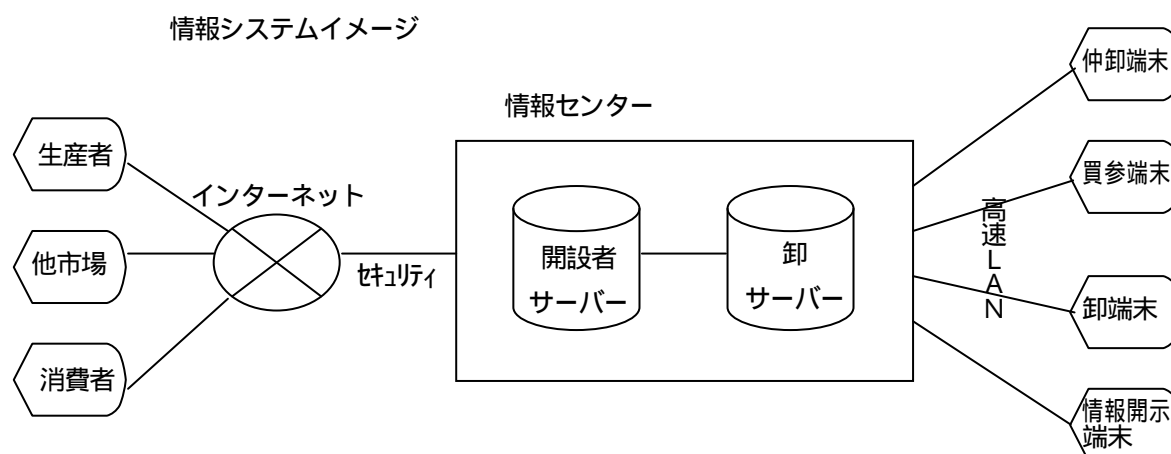 情報システムイメージ
情報センター
生産者
他市場
消費者
インターネット
ｾｷｭﾘﾃｨ
開設者
サーバー
卸
サーバー
高速LAN
仲卸端末
買参端末
卸端末
情報開示
端末